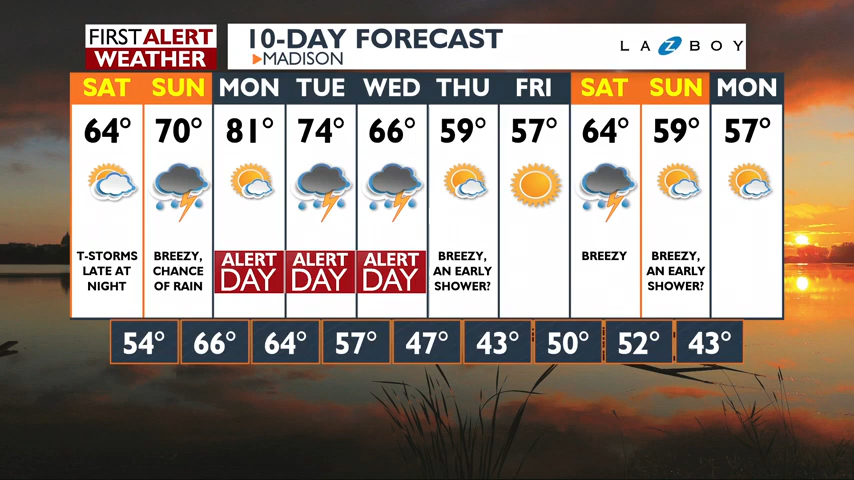 FIRST ALERT
WEATHER
10-DAY FORECAST
MADISON
LAZBOY
SAT SUN MON TUE WED THU FRI SAT SUN MON
64° 70° 81° 74° 66° 59° 57° 64° 59° 57°
T-STORMS
LATE AT
NIGHT
BREEZY,
CHANCE
OF RAIN
ALERT
DAY
ALERT
DAY
ALERT
DAY
BREEZY,
AN EARLY
SHOWER?
BREEZY
BREEZY,
AN EARLY
SHOWER?
54° 66° 64° 57° 47° 43° 50° 52° 43°